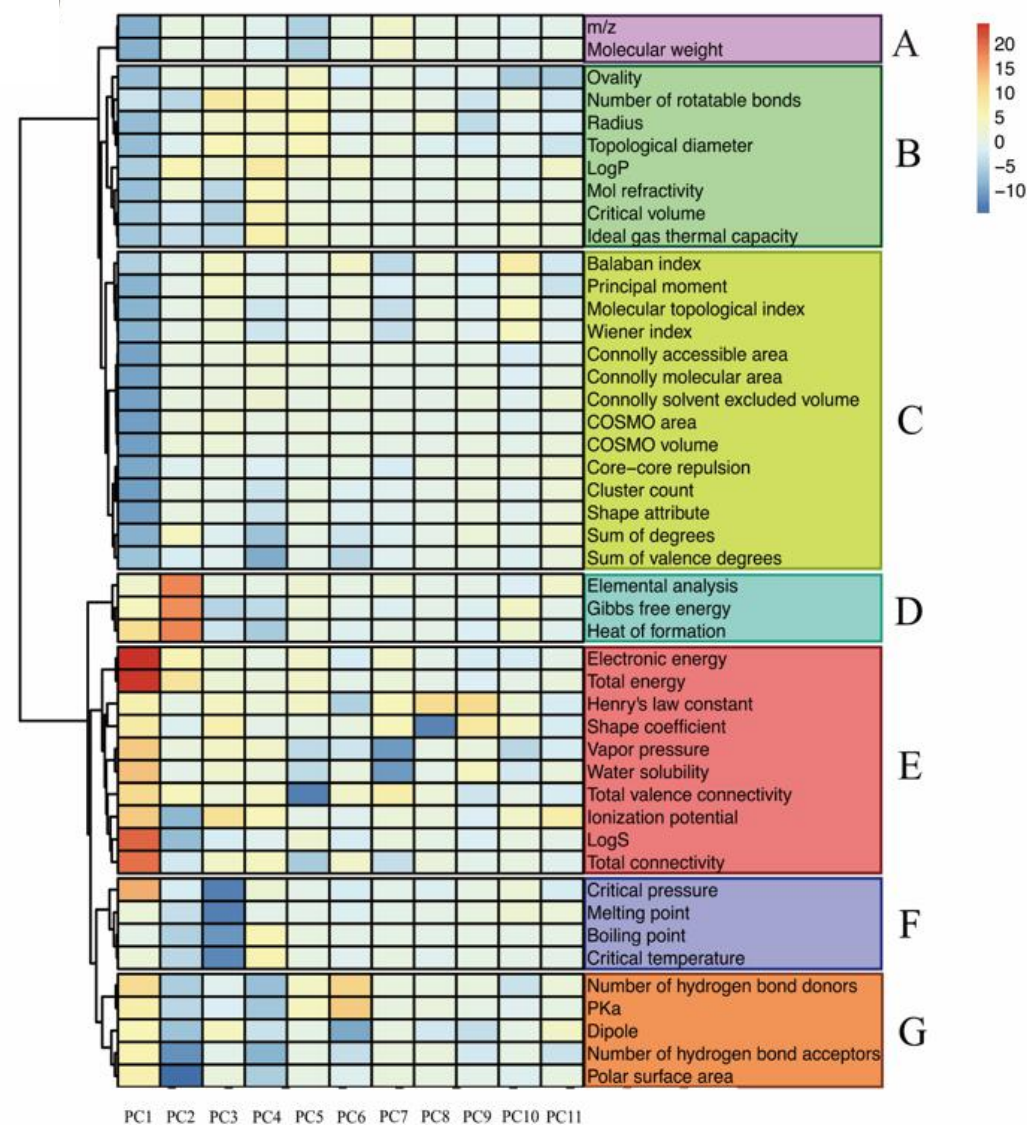 m/z
Molecular weight
A
Ovality
Number of rotatable bonds
Radius
Topological diameter
LogP
Mol refractivity
Critical volume
Ideal gas thermal capacity
B
Balaban index
Principal moment
Molecular topological index
Wiener index
Connolly accessible area
Connolly molecular area
Connolly solvent excluded volume
COSMO area
COSMO volume
Core–core repulsion
Cluster count
Shape attribute
Sum of degrees
Sum of valence degrees
C
Elemental analysis
Gibbs free energy
Heat of formation
D
Electronic energy
Total energy
Henry's law constant
Shape coefficient
Vapor pressure
Water solubility
Total valence connectivity
Ionization potential
LogS
Total connectivity
E
Critical pressure
Melting point
Boiling point
Critical temperature
F
Number of hydrogen bond donors
PKa
Dipole
Number of hydrogen bond acceptors
Polar surface area
G
20
15
10
5
0
−5
−10
PC1 PC2 PC3 PC4 PC5 PC6 PC7 PC8 PC9 PC10 PC11